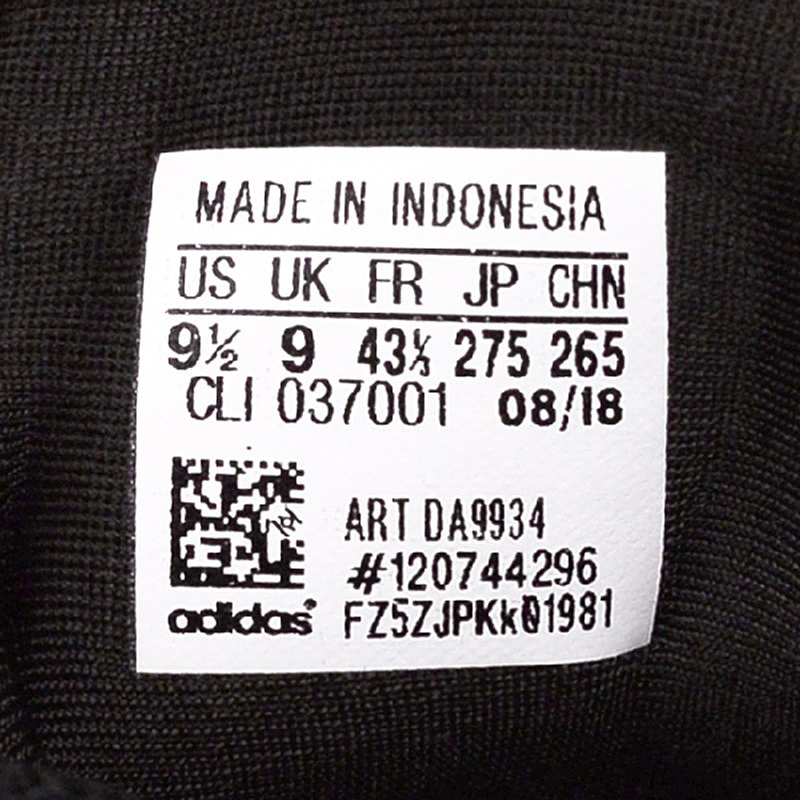 MADE IN INDONESIA
US UK FR JP CHN
9½ 9 43⅓ 275 265
CLI 037001 08/18
ART DA9934
#120744296
adidas FZ5ZJPKk01981